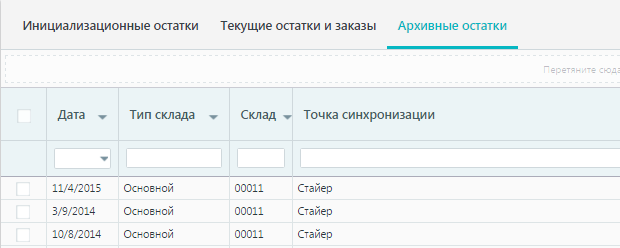 Инициализационные остатки Текущие остатки и заказы Архивные остатки
Перетяните сюда
Дата Тип склада Склад Точка синхронизации
11/4/2015 Основной 00011 Стайер
3/9/2014 Основной 00011 Стайер
10/8/2014 Основной 00011 Стайер